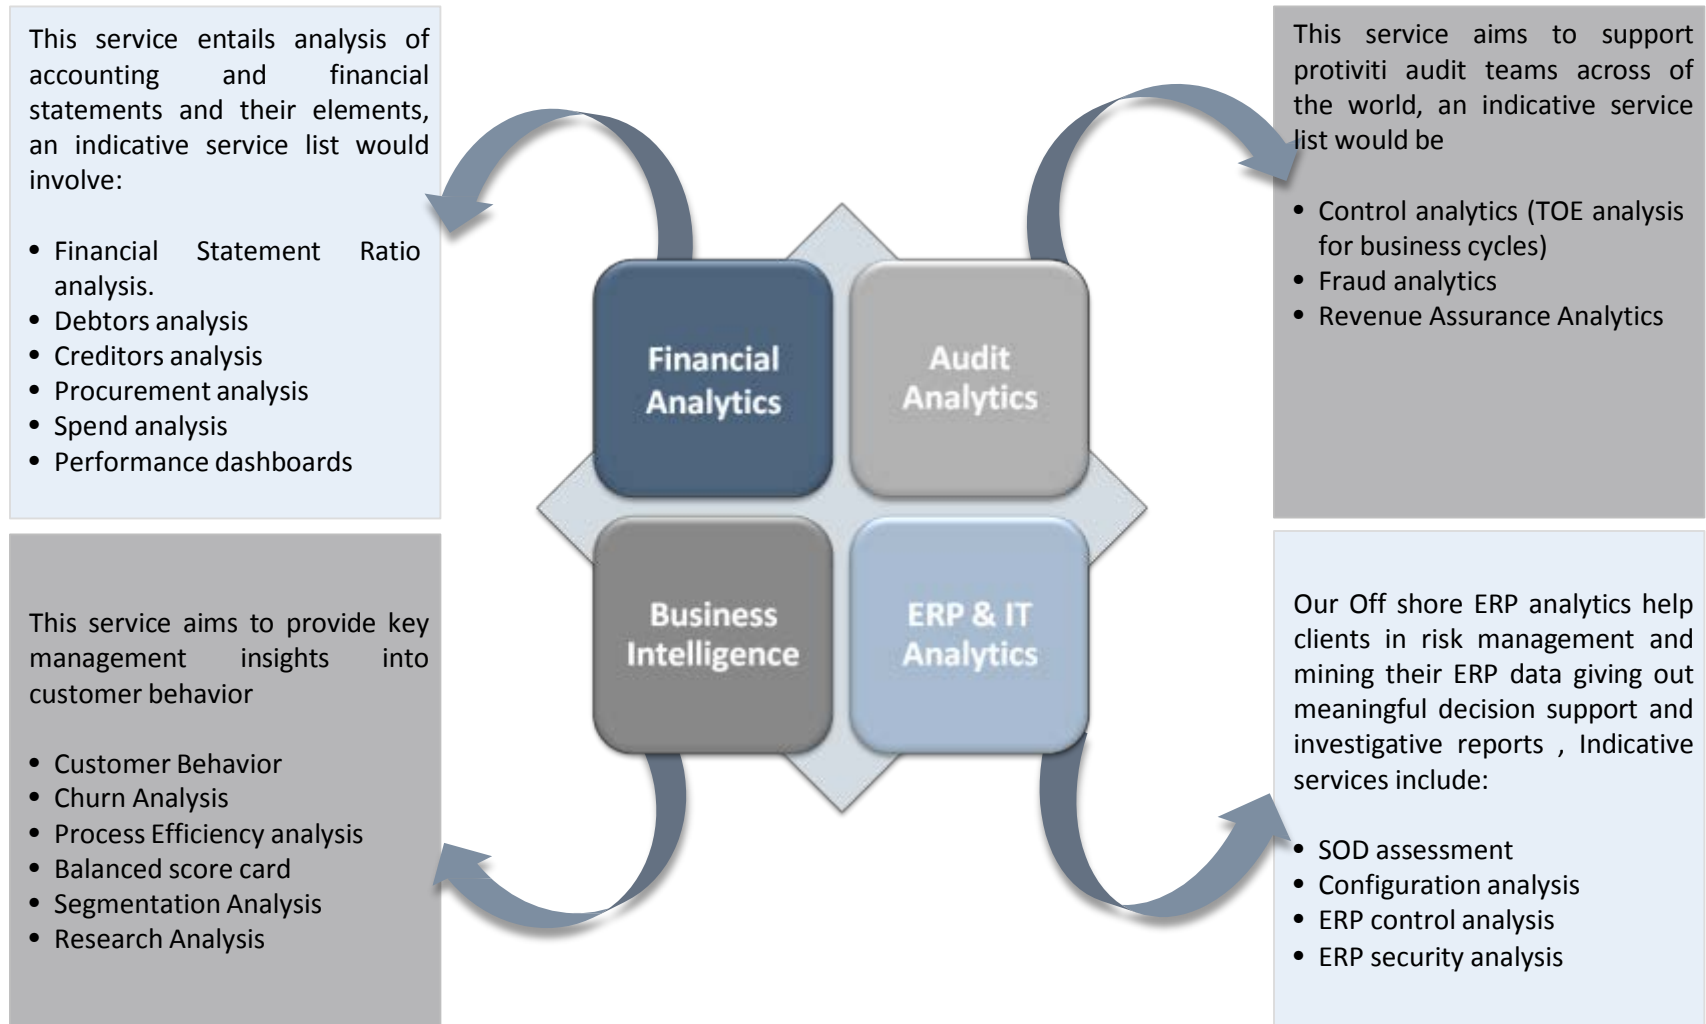 This service entails analysis of
accounting and financial
statements and their elements,
an indicative service list would
involve:
• Financial Statement Ratio
analysis.
• Debtors analysis
• Creditors analysis
• Procurement analysis
• Spend analysis
• Performance dashboards
This service aims to support
protiviti audit teams across of
the world, an indicative service
list would be
• Control analytics (TOE analysis
for business cycles)
• Fraud analytics
• Revenue Assurance Analytics
Financial
Analytics
Audit
Analytics
Business
Intelligence
ERP & IT
Analytics
This service aims to provide key
management insights into
customer behavior
• Customer Behavior
• Churn Analysis
• Process Efficiency analysis
• Balanced score card
• Segmentation Analysis
• Research Analysis
Our Off shore ERP analytics help
clients in risk management and
mining their ERP data giving out
meaningful decision support and
investigative reports , Indicative
services include:
• SOD assessment
• Configuration analysis
• ERP control analysis
• ERP security analysis